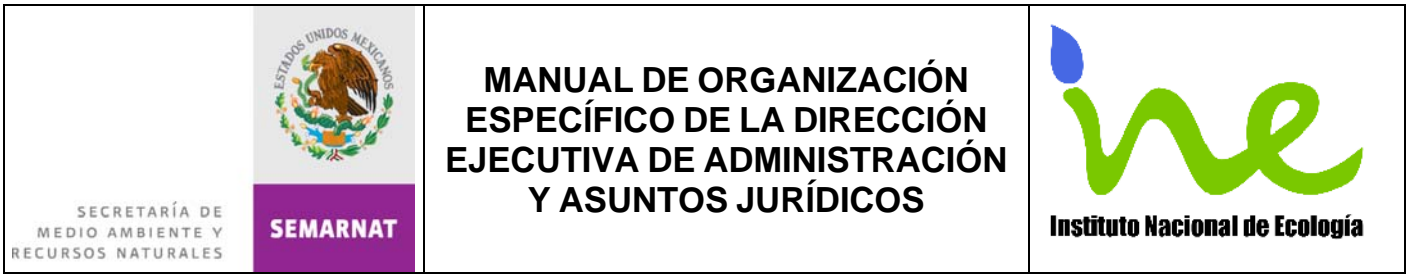 SECRETARÍA DE
MEDIO AMBIENTE Y
RECURSOS NATURALES
ESTADOS UNIDOS MEXICANOS
SEMARNAT
MANUAL DE ORGANIZACIÓN
ESPECÍFICO DE LA DIRECCIÓN
EJECUTIVA DE ADMINISTRACIÓN
Y ASUNTOS JURÍDICOS
ine
Instituto Nacional de Ecología